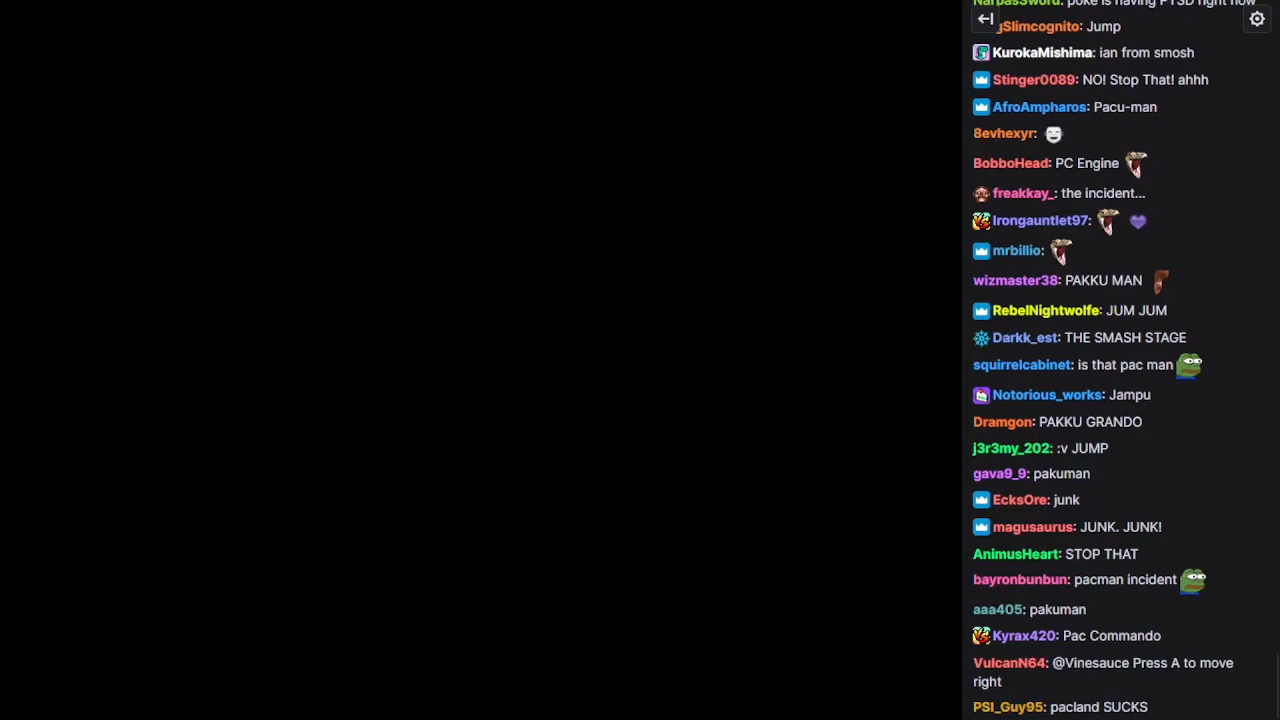 NarpasSword: poke is having PTSD right now
gSlimcognito: Jump
KurokaMishima: ian from smosh
Stinger0089: NO! Stop That! ahhh
AfroAmpharos: Pacu-man
8evhexyr:
BobboHead: PC Engine
freakkay_: the incident...
Irongauntlet97:
mrbillio:
wizmaster38: PAKKU MAN
RebelNightwolfe: JUM JUM
Darkk_est: THE SMASH STAGE
squirrelcabinet: is that pac man
Notorious_works: Jampu
Dramgon: PAKKU GRANDO
j3r3my_202: :v JUMP
gava9_9: pakuman
EcksOre: junk
magusaurus: JUNK. JUNK!
AnimusHeart: STOP THAT
bayronbunbun: pacman incident
aaa405: pakuman
Kyrax420: Pac Commando
VulcanN64: @Vinesauce Press A to move
right
PSI_Guy95: pacland SUCKS